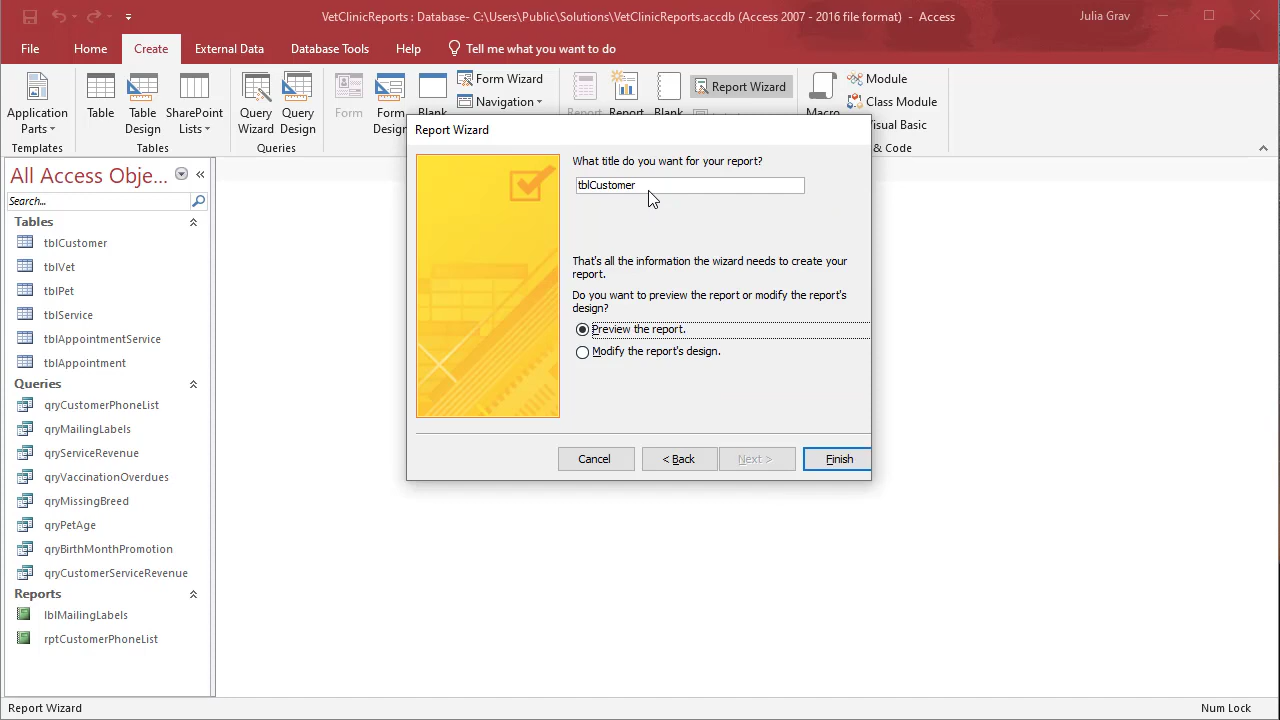 VetClinicReports : Database- C:\Users\Public\Solutions\VetClinicReports.accdb (Access 2007 - 2016 file format) - Access
Julia Grav
File Home Create External Data Database Tools Help Tell me what you want to do
Application Parts
Templates
Table
Table Design
SharePoint Lists
Tables
Query Wizard
Query Design
Queries
Form
Form Design
Blank
Form Wizard
Navigation
Report
Report
Blank
Report Wizard
Macro
Module
Class Module
Visual Basic
& Code
All Access Obje...
Search...
Tables
tblCustomer
tblVet
tblPet
tblService
tblAppointmentService
tblAppointment
Queries
qryCustomerPhoneList
qryMailingLabels
qryServiceRevenue
qryVaccinationOverdues
qryMissingBreed
qryPetAge
qryBirthMonthPromotion
qryCustomerServiceRevenue
Reports
lblMailingLabels
rptCustomerPhoneList
Report Wizard
What title do you want for your report?
tblCustomer
That's all the information the wizard needs to create your
report.
Do you want to preview the report or modify the report's
design?
Preview the report.
Modify the report's design.
Cancel < Back Next > Finish
Report Wizard
Num Lock